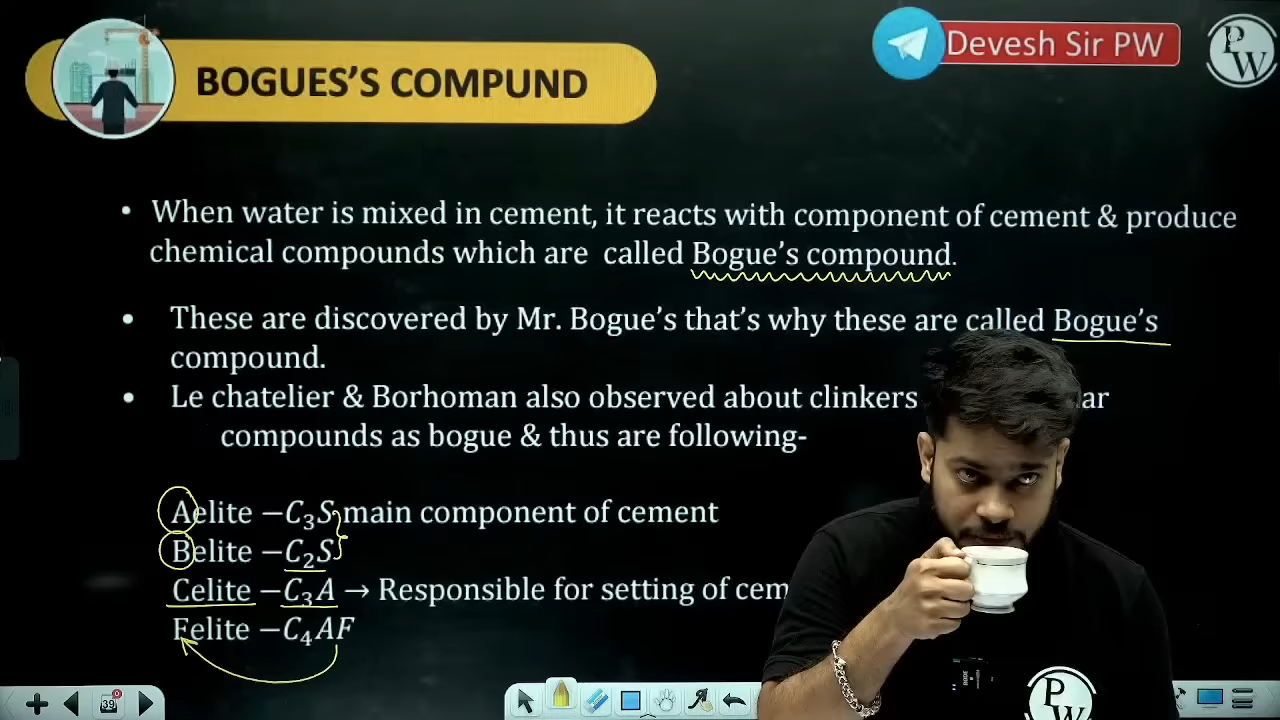 BOGUES'S COMPUND
Devesh Sir PW
PW
• When water is mixed in cement, it reacts with component of cement & produce
chemical compounds which are called Bogue's compound.
• These are discovered by Mr. Bogue's that's why these are called Bogue's
compound.
• Le chatelier & Borhoman also observed about clinkers
compounds as bogue & thus are following-
Aelite – C₃S main component of cement
Belite – C₂S
Celite – C₃A → Responsible for setting of cem
Felite – C₄AF
39
PW